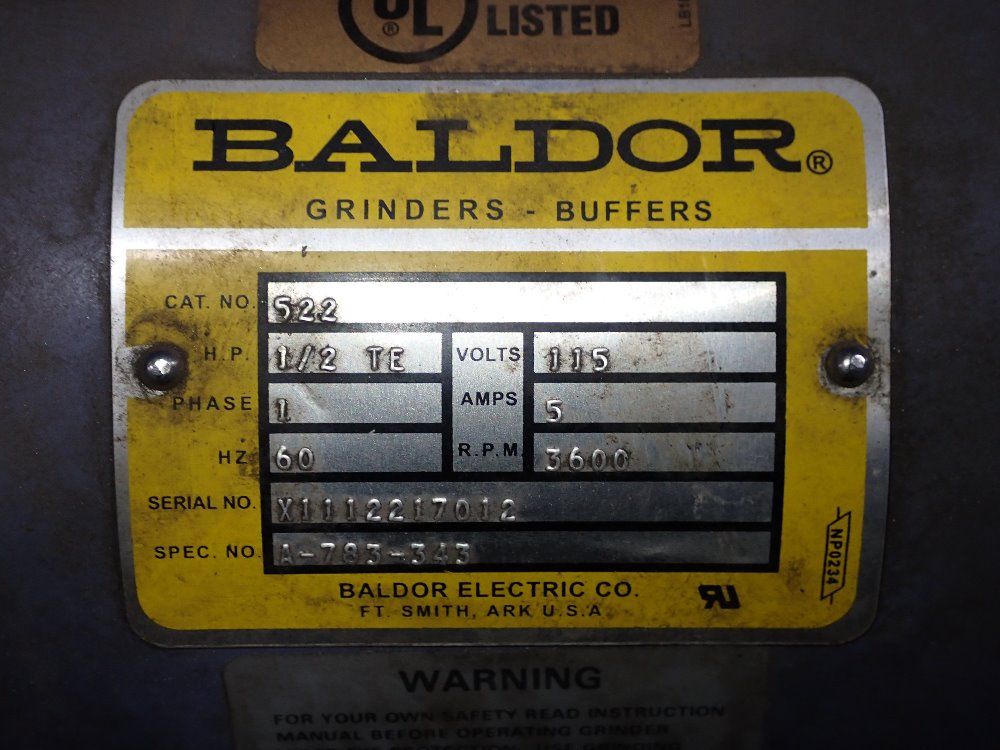 UL LISTED
BALDOR®
GRINDERS - BUFFERS
CAT. NO. 522
H.P. 1/2 TE VOLTS 115
PHASE 1 AMPS 5
HZ 60 R.P.M. 3600
SERIAL NO. X1112217012
SPEC. NO. A-783-343
BALDOR ELECTRIC CO.
FT. SMITH, ARK U.S.A.
NP0234
WARNING
FOR YOUR OWN SAFETY READ INSTRUCTION
MANUAL BEFORE OPERATING GRINDER